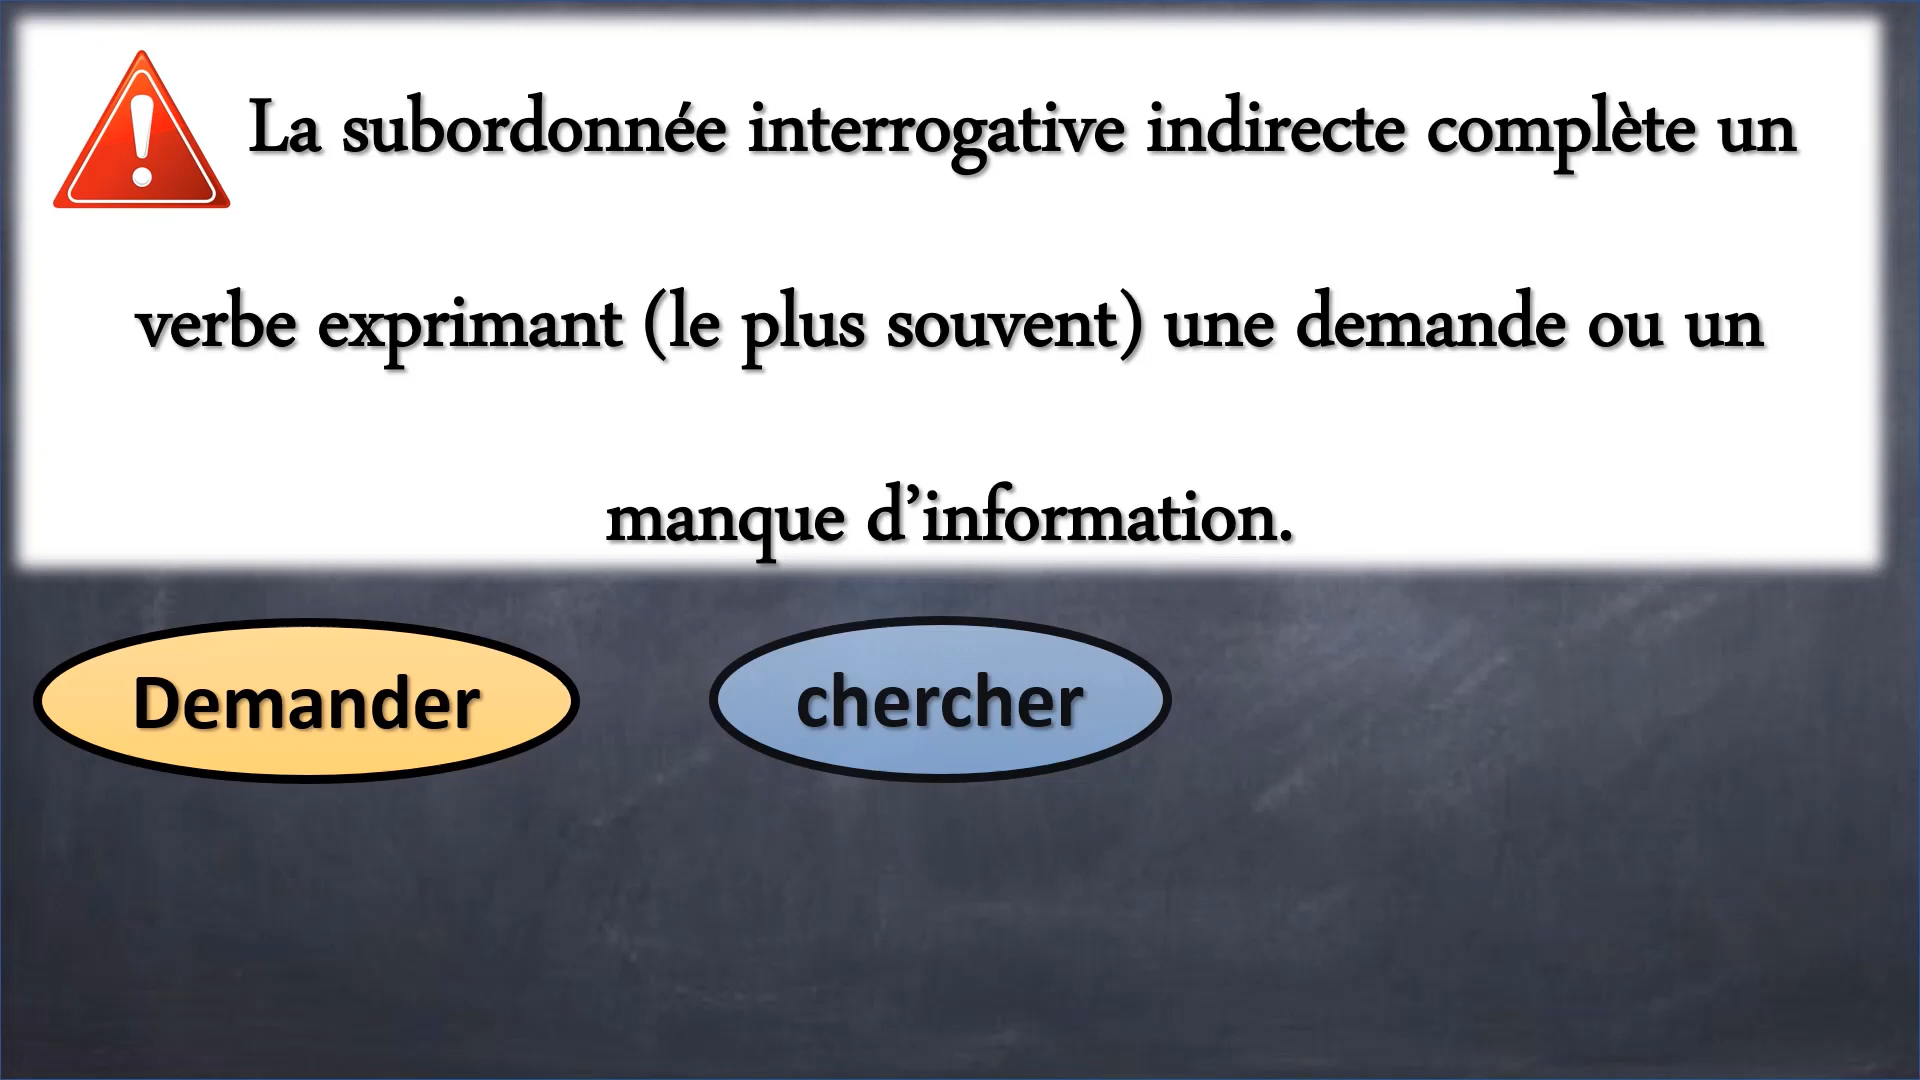 La subordonnée interrogative indirecte complète un
verbe exprimant (le plus souvent) une demande ou un
manque d’information.
Demander
chercher